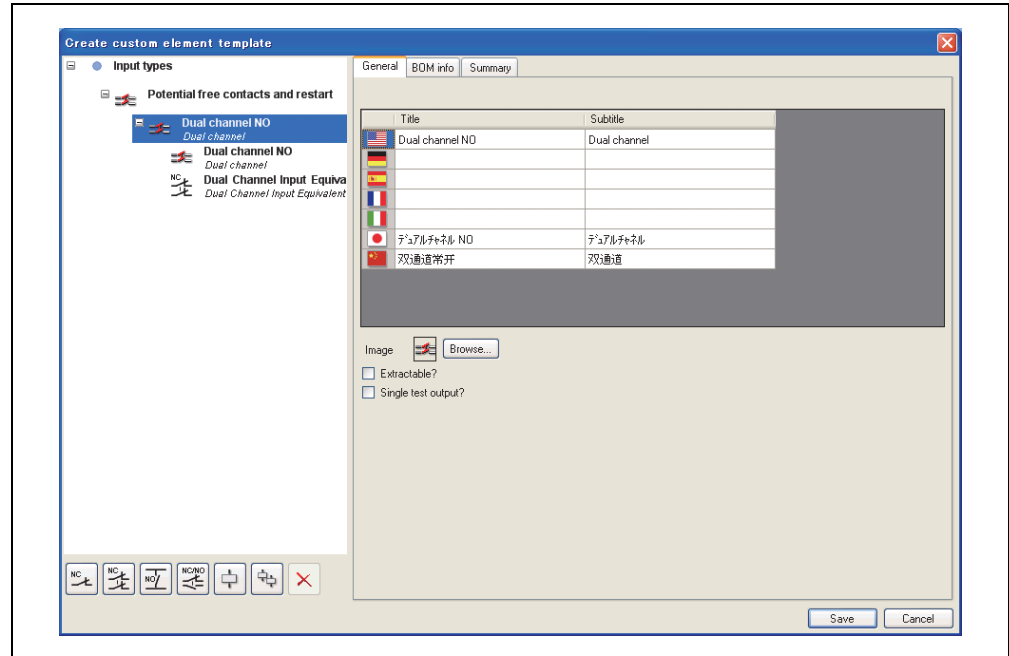 Create custom element template
Input types
Potential free contacts and restart
Dual channel NO
Dual channel
Dual channel NO
Dual channel
NC
Dual Channel Input Equiva
Dual Channel Input Equivalent
NC
NC
NO
NC/NO
General BOM info Summary
Title Subtitle
Dual channel NO Dual channel
デュアルチャネル NO デュアルチャネル
双通道常开 双通道
Image Browse...
Extractable?
Single test output?
Save Cancel